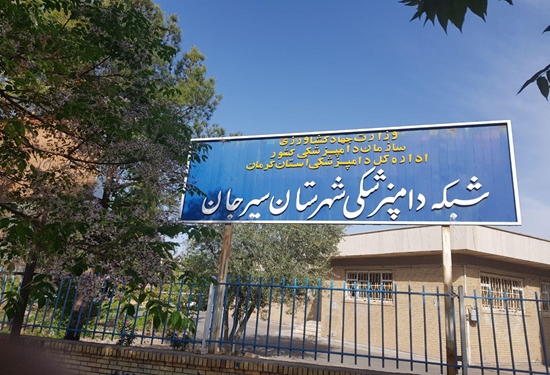 وزارت جهاد کشاورزی
سازمان دامپزشکی کشور
اداره کل دامپزشکی استان کرمان
شبکه دامپزشکی شهرستان سیرجان